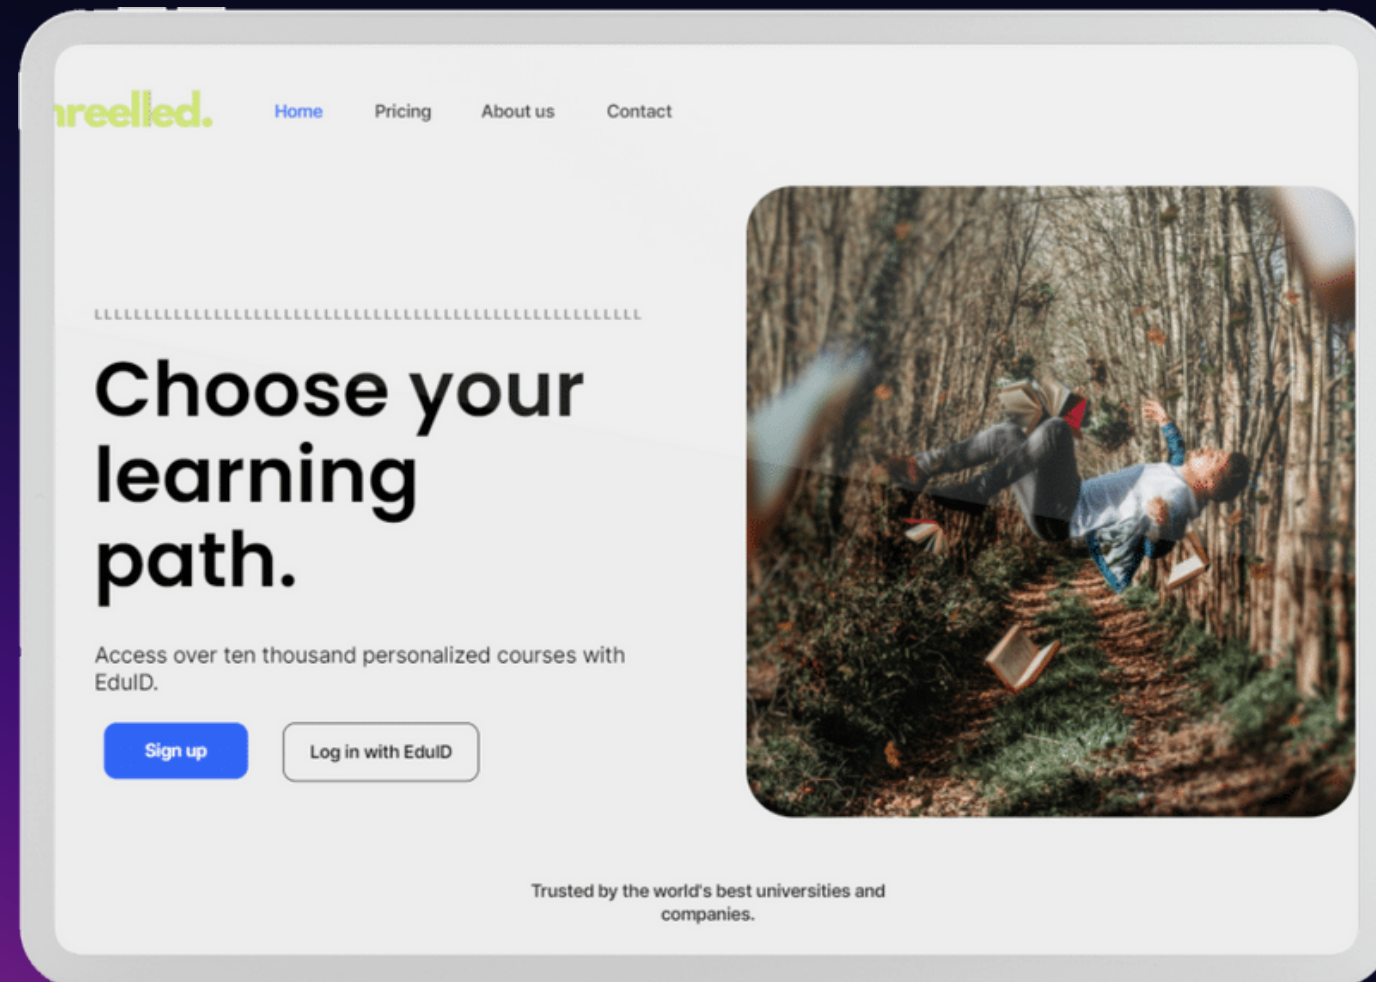 nreelled.
Home Pricing About us Contact
LLLLLLLLLLLLLLLLLLLLLLLLLLLLLLLLLLLLLLLLLLLLLLLLLLLLLLLL
Choose your
learning
path.
Access over ten thousand personalized courses with
EduID.
Sign up Log in with EduID
Trusted by the world's best universities and
companies.